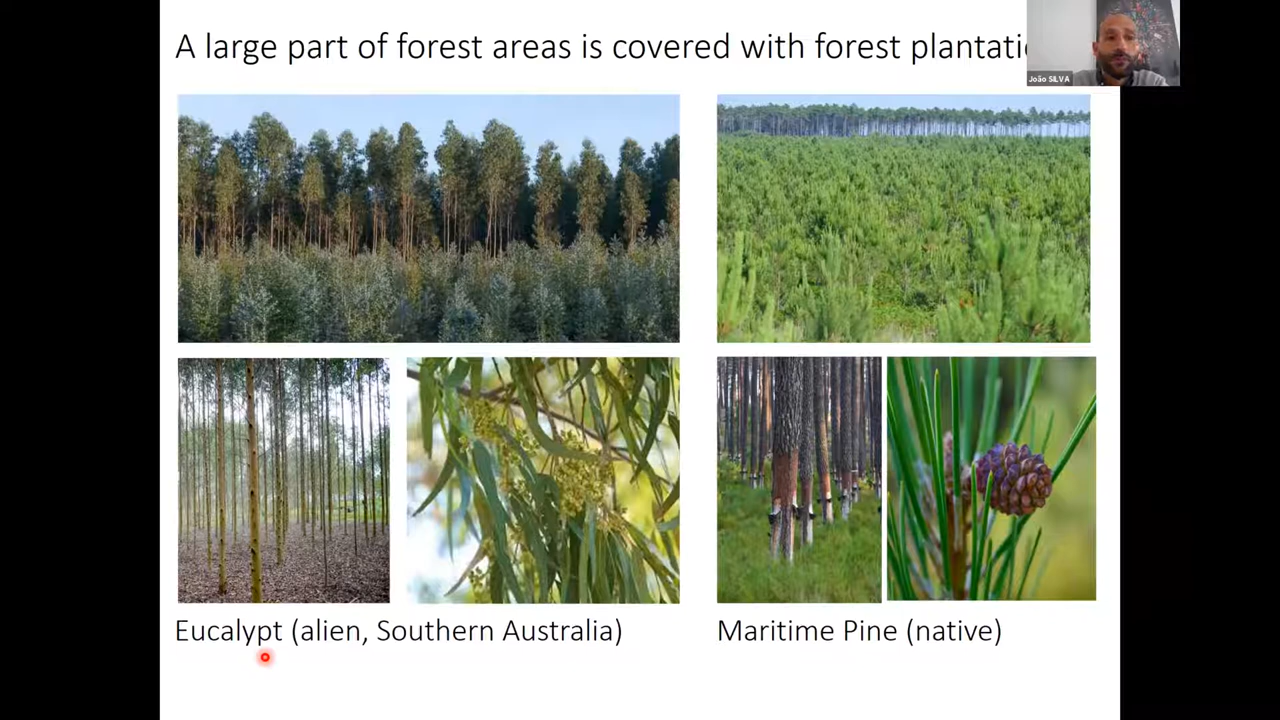 A large part of forest areas is covered with forest plantati
João SILVA
Eucalypt (alien, Southern Australia)
Maritime Pine (native)